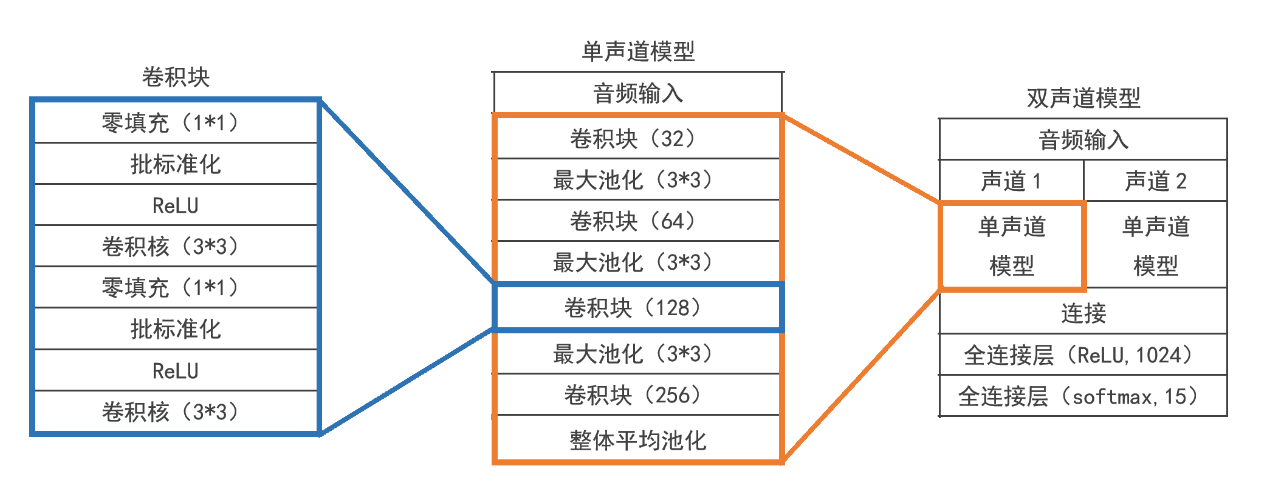 卷积块
零填充（1*1）
批标准化
ReLU
卷积核（3*3）
零填充（1*1）
批标准化
ReLU
卷积核（3*3）
单声道模型
音频输入
卷积块（32）
最大池化（3*3）
卷积块（64）
最大池化（3*3）
卷积块（128）
最大池化（3*3）
卷积块（256）
整体平均池化
双声道模型
音频输入
声道1
声道2
单声道
模型
单声道
模型
连接
全连接层（ReLU,1024）
全连接层（softmax,15）